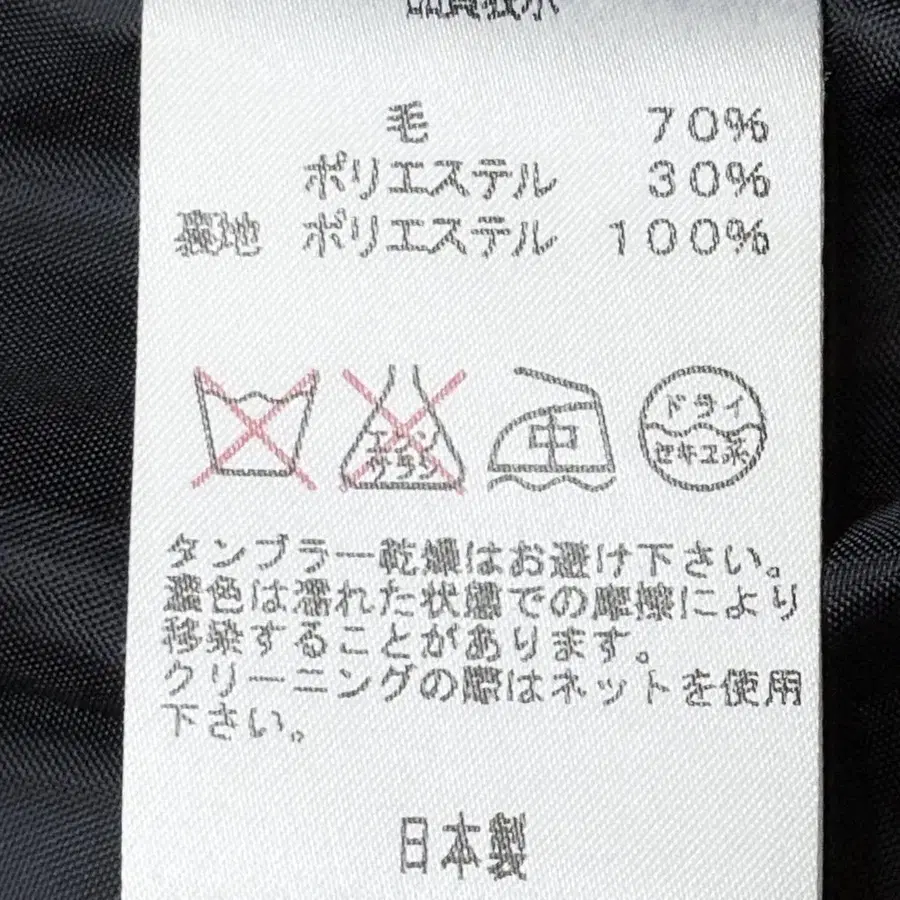 品質表示
毛 70%
ポリエステル 30%
裏地 ポリエステル 100%
エンソ
サラシ
中
ドライ
セキユ系
タンブラー乾燥はお避け下さい。
濃色は濡れた状態での摩擦により
移染することがあります。
クリーニングの際はネットを使用
下さい。
日本製